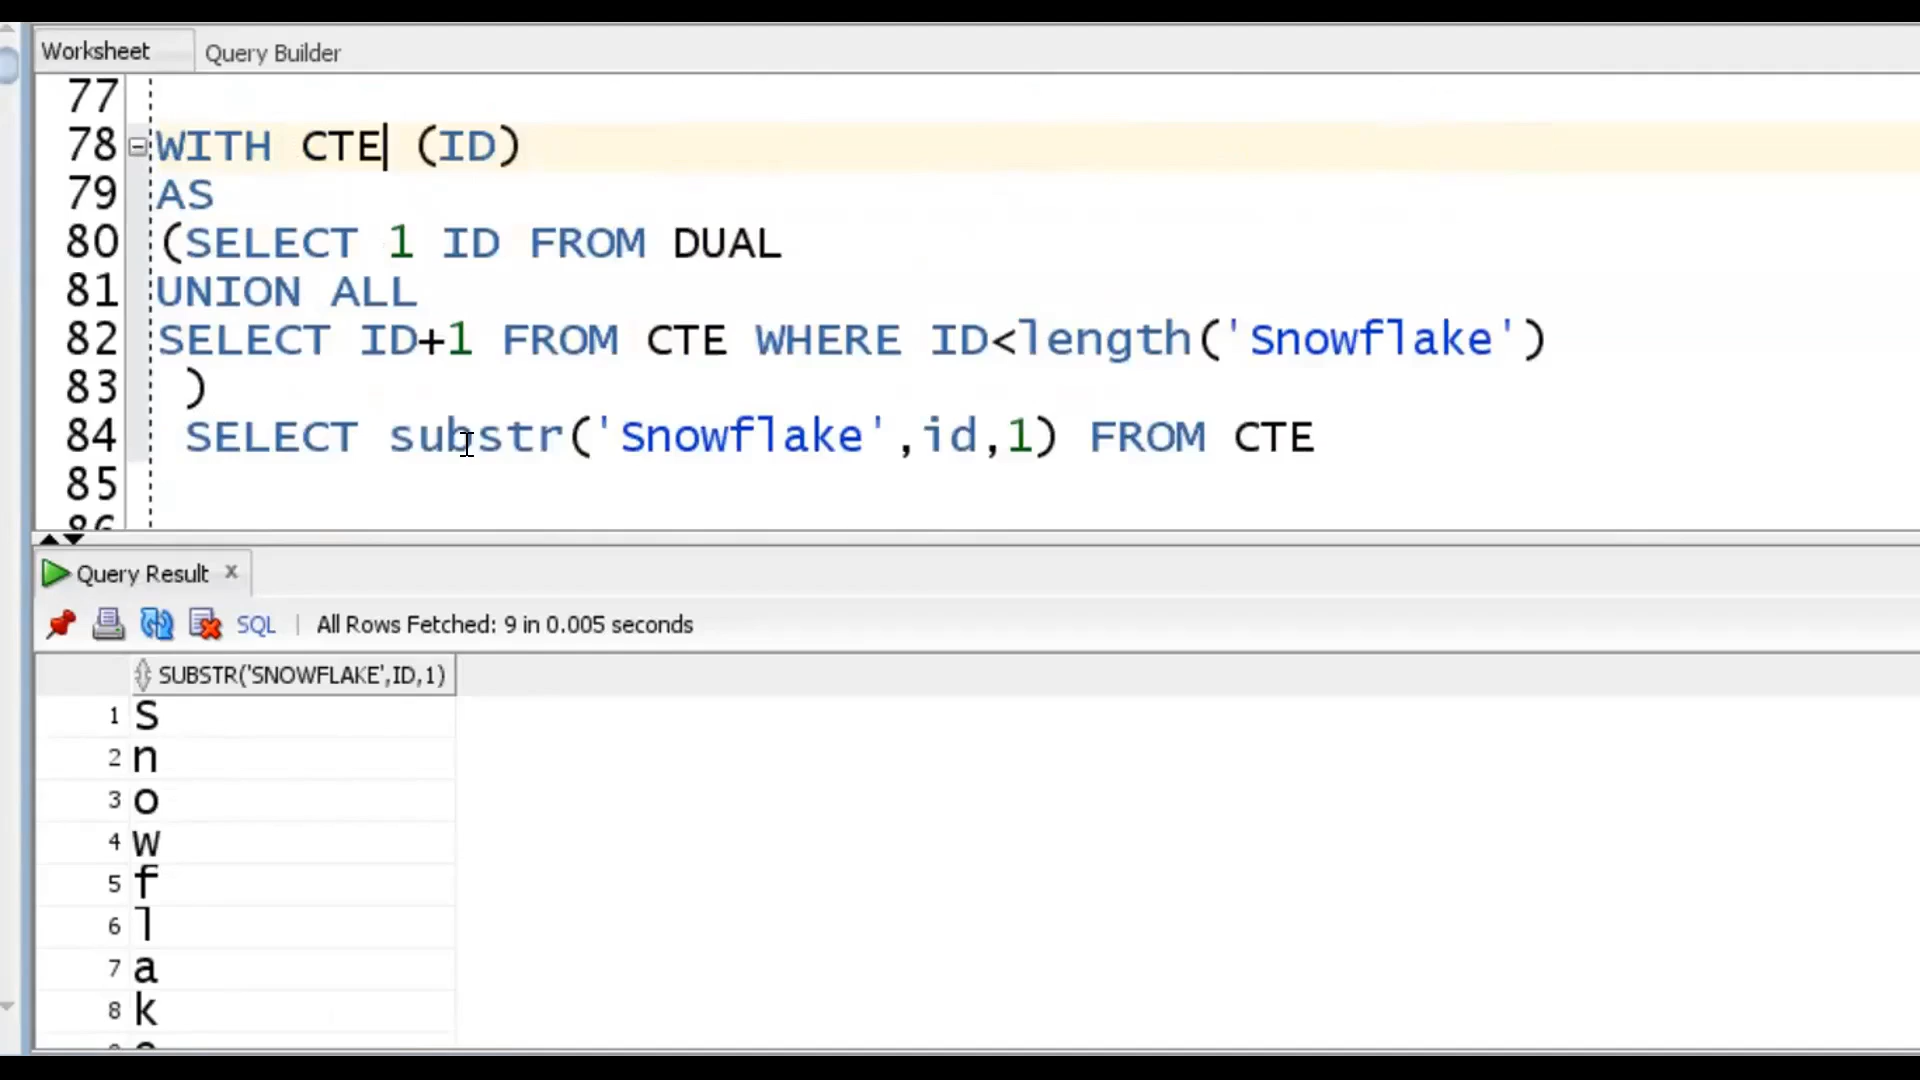 Worksheet Query Builder
77
78 WITH CTE (ID)
79 AS
80 (SELECT 1 ID FROM DUAL
81 UNION ALL
82 SELECT ID+1 FROM CTE WHERE ID<length('Snowflake')
83 )
84 SELECT substr('Snowflake',id,1) FROM CTE
85
86
Query Result x
SQL | All Rows Fetched: 9 in 0.005 seconds
SUBSTR('SNOWFLAKE',ID,1)
1 S
2 n
3 o
4 w
5 f
6 l
7 a
8 k